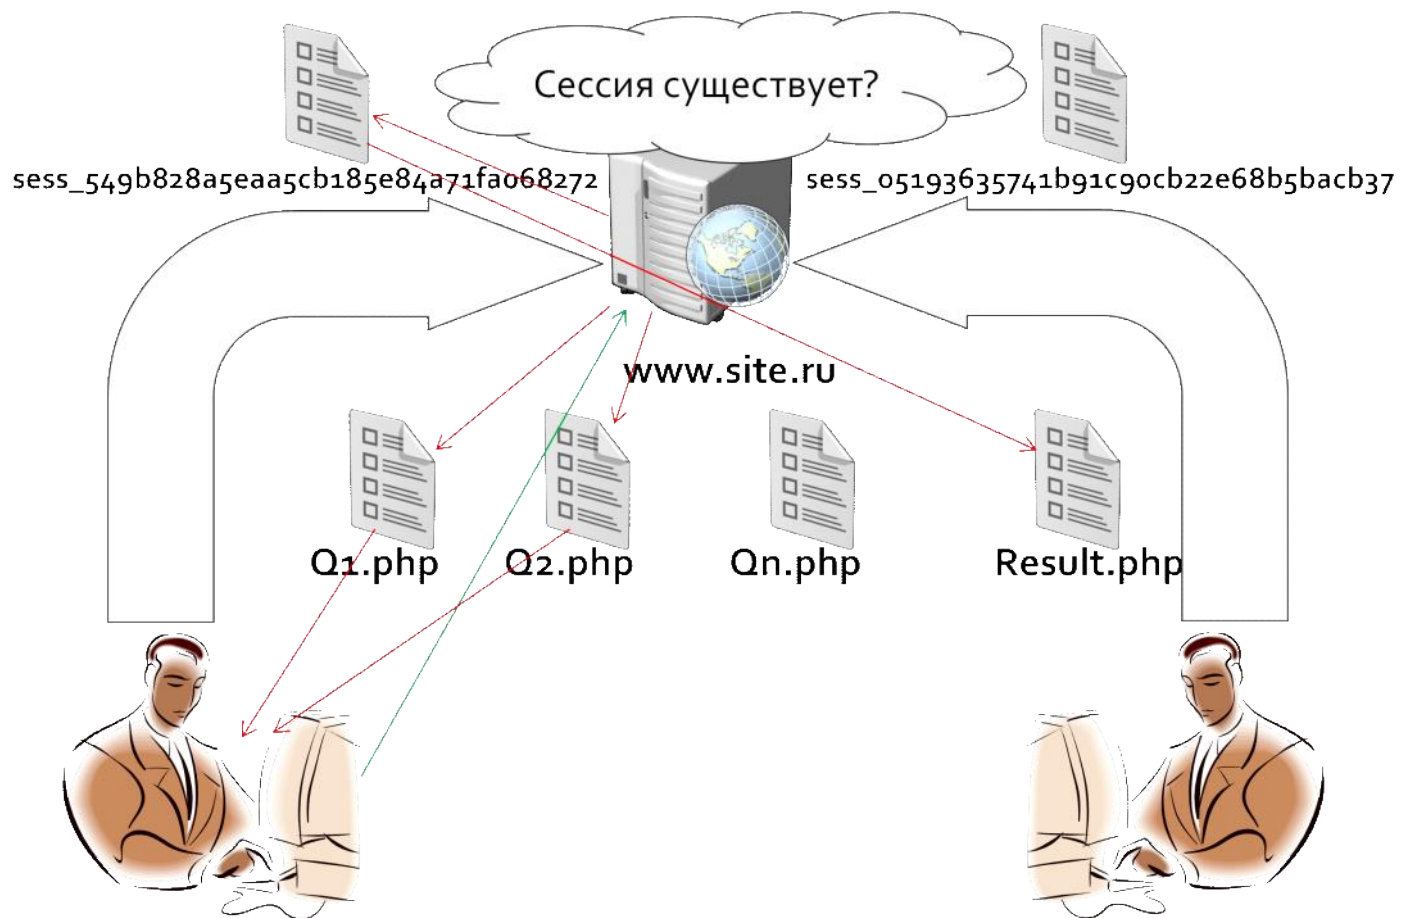 Сессия существует?
sess_549b828a5eaa5cb185e84a71fa068272
sess_05193635741b91c90cb22e68b5bacb37
www.site.ru
Q1.php
Q2.php
Qn.php
Result.php